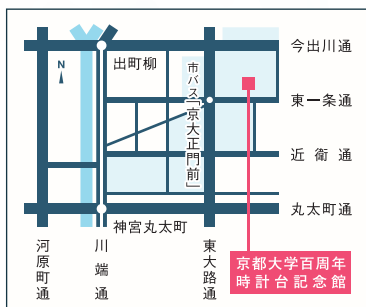 今出川通
出町柳
N
市バス「京大正門前」
東一条通
近衛通
丸太町通
神宮丸太町
河原町通
川端通
東大路通
京都大学百周年
時計台記念館